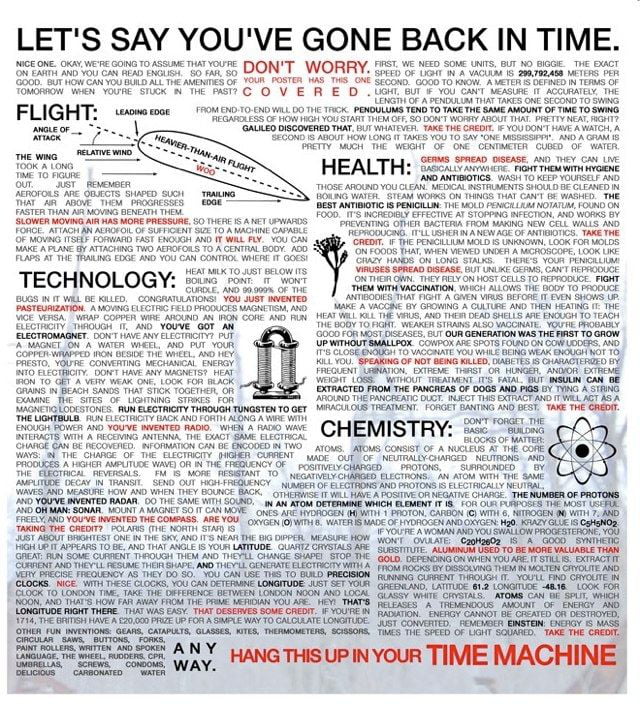 LET'S SAY YOU'VE GONE BACK IN TIME.
NICE ONE. OKAY, WE'RE GOING TO ASSUME THAT YOU'RE
ON EARTH AND YOU CAN READ ENGLISH. SO FAR, SO
GOOD. BUT HOW CAN YOU BUILD ALL THE AMENITIES OF
TOMORROW WHEN YOU'RE STUCK IN THE PAST?
DON'T WORRY.
YOUR POSTER HAS THIS ONE
COVERED.
FIRST, WE NEED SOME UNITS, BUT NO BIGGIE. THE EXACT
SPEED OF LIGHT IN A VACUUM IS 299,792,458 METERS PER
SECOND. GOOD TO KNOW. A METER IS DEFINED IN TERMS OF
LIGHT, BUT IF YOU CAN'T MEASURE IT ACCURATELY, THE
LENGTH OF A PENDULUM THAT TAKES ONE SECOND TO SWING
FROM END-TO-END WILL DO THE TRICK. PENDULUMS TEND TO TAKE THE SAME AMOUNT OF TIME TO SWING
REGARDLESS OF HOW HIGH YOU START THEM OFF, SO DON'T WORRY ABOUT THAT. PRETTY NEAT, RIGHT?
GALILEO DISCOVERED THAT, BUT WHATEVER. TAKE THE CREDIT. IF YOU DON'T HAVE A WATCH, A
SECOND IS ABOUT HOW LONG IT TAKES YOU TO SAY "ONE MISSISSIPPI". AND A GRAM IS
PRETTY MUCH THE WEIGHT OF ONE CENTIMETER CUBED OF WATER.
FLIGHT:
LEADING EDGE
ANGLE OF
ATTACK
RELATIVE WIND
HEAVIER-THAN-AIR FLIGHT
WOO
TRAILING
EDGE
THE WING
TOOK A LONG
TIME TO FIGURE
OUT. JUST REMEMBER
AEROFOILS ARE OBJECTS SHAPED SUCH
THAT AIR ABOVE THEM PROGRESSES
FASTER THAN AIR MOVING BENEATH THEM.
SLOWER MOVING AIR HAS MORE PRESSURE, SO THERE IS A NET UPWARDS
FORCE. ATTACH AN AEROFOIL OF SUFFICIENT SIZE TO A MACHINE CAPABLE
OF MOVING ITSELF FORWARD FAST ENOUGH AND IT WILL FLY. YOU CAN
MAKE A PLANE BY ATTACHING TWO AEROFOILS TO A CENTRAL BODY. ADD
FLAPS AT THE TRAILING EDGE AND YOU CAN CONTROL WHERE IT GOES!
HEALTH:
GERMS SPREAD DISEASE, AND THEY CAN LIVE
BASICALLY ANYWHERE. FIGHT THEM WITH HYGIENE
AND ANTIBIOTICS. WASH TO KEEP YOURSELF AND
THOSE AROUND YOU CLEAN. MEDICAL INSTRUMENTS SHOULD BE CLEANED IN
BOILING WATER. STEAM WORKS ON THINGS THAT CAN'T BE WASHED. THE
BEST ANTIBIOTIC IS PENICILLIN. THE MOLD PENICILLIUM NOTATUM, FOUND ON
FOOD. IT'S INCREDIBLY EFFECTIVE AT STOPPING INFECTION, AND WORKS BY
PREVENTING OTHER BACTERIA FROM MAKING NEW CELL WALLS AND
REPRODUCING. IT'LL USHER IN A NEW AGE OF ANTIBIOTICS. TAKE THE
CREDIT. IF THE PENICILLIUM MOLD IS UNKNOWN, LOOK FOR MOLDS
ON FOODS THAT, WHEN VIEWED UNDER A MICROSCOPE, LOOK LIKE
CRAZY HANDS ON LONG STALKS. THERE'S YOUR PENICILLIUM!
VIRUSES SPREAD DISEASE, BUT UNLIKE GERMS, CAN'T REPRODUCE
ON THEIR OWN. THEY RELY ON HOST CELLS TO REPRODUCE. FIGHT
THEM WITH VACCINATION, WHICH ALLOWS THE BODY TO PRODUCE
ANTIBODIES THAT FIGHT A GIVEN VIRUS BEFORE IT EVEN SHOWS UP.
MAKE A VACCINE BY GROWING A CULTURE AND THEN HEATING IT: THE
HEAT WILL KILL THE VIRUS, AND THEIR DEAD SHELLS ARE ENOUGH TO TEACH
THE BODY TO FIGHT. WEAKER STRAINS ALSO VACCINATE. YOU'RE PROBABLY
GOOD FOR MOST DISEASES, BUT OUR GENERATION WAS THE FIRST TO GROW
UP WITHOUT SMALLPOX. COWPOX ARE SPOTS FOUND ON COW UDDERS, AND
IT'S CLOSE ENOUGH TO VACCINATE YOU WHILE BEING WEAK ENOUGH NOT TO
KILL YOU. SPEAKING OF NOT BEING KILLED, DIABETES IS CHARACTERIZED BY
FREQUENT URINATION, EXTREME THIRST OR HUNGER, AND/OR EXTREME
WEIGHT LOSS. WITHOUT TREATMENT IT'S FATAL, BUT INSULIN CAN BE
EXTRACTED FROM THE PANCREAS OF DOGS AND PIGS BY TYING A STRING
AROUND THE PANCREATIC DUCT. INJECT THIS EXTRACT AND IT WILL ACT AS A
MIRACULOUS TREATMENT. FORGET BANTING AND BEST. TAKE THE CREDIT.
TECHNOLOGY:
HEAT MILK TO JUST BELOW ITS
BOILING POINT: IT WON'T
CURDLE, AND 99.999% OF THE
BUGS IN IT WILL BE KILLED. CONGRATULATIONS! YOU JUST INVENTED
PASTEURIZATION. A MOVING ELECTRIC FIELD PRODUCES MAGNETISM, AND
VICE VERSA. WRAP COPPER WIRE AROUND AN IRON CORE AND RUN
ELECTRICITY THROUGH IT, AND YOU'VE GOT AN
ELECTROMAGNET. DON'T HAVE ANY ELECTRICITY? PUT
A MAGNET ON A WATER WHEEL, AND PUT YOUR
COPPER-WRAPPED IRON BESIDE THE WHEEL, AND HEY
PRESTO, YOU'RE CONVERTING MECHANICAL ENERGY
INTO ELECTRICITY. DON'T HAVE ANY MAGNETS? HEAT
IRON TO GET A VERY WEAK ONE, LOOK FOR BLACK
GRAINS IN BEACH SANDS THAT STICK TOGETHER, OR
EXAMINE THE SITES OF LIGHTNING STRIKES FOR
MAGNETIC LODESTONES. RUN ELECTRICITY THROUGH TUNGSTEN TO GET
THE LIGHTBULB. RUN ELECTRICITY BACK AND FORTH ALONG A WIRE WITH
ENOUGH POWER AND YOU'VE INVENTED RADIO. WHEN A RADIO WAVE
INTERACTS WITH A RECEIVING ANTENNA, THE EXACT SAME ELECTRICAL
CHARGE CAN BE RECOVERED. INFORMATION CAN BE ENCODED IN TWO
WAYS: IN THE CHARGE OF THE ELECTRICITY (HIGHER CURRENT
PRODUCES A HIGHER AMPLITUDE WAVE) OR IN THE FREQUENCY OF
THE ELECTRICAL REVERSALS. FM IS MORE RESISTANT TO
AMPLITUDE DECAY IN TRANSIT. SEND OUT HIGH-FREQUENCY
WAVES AND MEASURE HOW AND WHEN THEY BOUNCE BACK,
AND YOU'VE INVENTED RADAR. DO THE SAME WITH SOUND,
AND OH MAN: SONAR. MOUNT A MAGNET SO IT CAN MOVE
FREELY, AND YOU'VE INVENTED THE COMPASS. ARE YOU
TAKING THE CREDIT? POLARIS (THE NORTH STAR) IS
JUST ABOUT BRIGHTEST ONE IN THE SKY, AND IT'S NEAR THE BIG DIPPER. MEASURE HOW
HIGH UP IT APPEARS TO BE, AND THAT ANGLE IS YOUR LATITUDE. QUARTZ CRYSTALS ARE
GREAT. RUN SOME CURRENT THROUGH THEM AND THEY'LL CHANGE SHAPE! STOP THE
CURRENT AND THEY'LL RESUME THEIR SHAPE, AND THEY'LL GENERATE ELECTRICITY WITH A
VERY PRECISE FREQUENCY AS THEY DO SO. YOU CAN USE THIS TO BUILD PRECISION
CLOCKS. NICE. WITH THESE CLOCKS, YOU CAN DETERMINE LONGITUDE: JUST SET YOUR
CLOCK TO LONDON TIME, TAKE THE DIFFERENCE BETWEEN LONDON NOON AND LOCAL
NOON, AND THAT'S HOW FAR AWAY FROM THE PRIME MERIDIAN YOU ARE. HEY! THAT'S
LONGITUDE RIGHT THERE. THAT WAS EASY. THAT DESERVES SOME CREDIT. IF YOU'RE IN
1714, THE BRITISH HAVE A £20,000 PRIZE UP FOR A SIMPLE WAY TO CALCULATE LONGITUDE.
CHEMISTRY:
DON'T FORGET THE
BASIC BUILDING
BLOCKS OF MATTER:
ATOMS. ATOMS CONSIST OF A NUCLEUS AT THE CORE
MADE OF NEUTRALLY-CHARGED NEUTRONS AND
POSITIVELY-CHARGED PROTONS, SURROUNDED BY
NEGATIVELY-CHARGED ELECTRONS. AN ATOM WITH THE SAME
NUMBER OF ELECTRONS AND PROTONS IS ELECTRICALLY NEUTRAL,
OTHERWISE IT WILL HAVE A POSITIVE OR NEGATIVE CHARGE. THE NUMBER OF PROTONS
IN AN ATOM DETERMINE WHICH ELEMENT IT IS. FOR OUR PURPOSES THE MOST USEFUL
ONES ARE HYDROGEN (H) WITH 1 PROTON, CARBON (C) WITH 6, NITROGEN (N) WITH 7, AND
OXYGEN (O) WITH 8. WATER IS MADE OF HYDROGEN AND OXYGEN: H2O. KRAZY GLUE IS C5H5NO2.
IF YOU'RE A WOMAN AND YOU SWALLOW PROGESTERONE, YOU
WON'T OVULATE: C20H26O2 IS A GOOD SYNTHETIC
SUBSTITUTE. ALUMINUM USED TO BE MORE VALUABLE THAN
GOLD. DEPENDING ON WHEN YOU ARE, IT STILL IS. EXTRACT IT
FROM ROCKS BY DISSOLVING THEM IN MOLTEN CRYOLITE AND
RUNNING CURRENT THROUGH IT. YOU'LL FIND CRYOLITE IN
GREENLAND, LATITUDE 61.2 LONGITUDE -48.16. LOOK FOR
GLASSY WHITE CRYSTALS. ATOMS CAN BE SPLIT, WHICH
RELEASES A TREMENDOUS AMOUNT OF ENERGY AND
RADIATION. ENERGY CANNOT BE CREATED OR DESTROYED,
JUST CONVERTED. REMEMBER EINSTEIN: ENERGY IS MASS
TIMES THE SPEED OF LIGHT SQUARED. TAKE THE CREDIT.
OTHER FUN INVENTIONS: GEARS, CATAPULTS, GLASSES, KITES, THERMOMETERS, SCISSORS,
CIRCULAR SAWS, BUTTONS, FORKS,
PAINT ROLLERS, WRITTEN AND SPOKEN
LANGUAGE, THE WHEEL, RUDDERS, CPR,
UMBRELLAS, SCREWS, CONDOMS,
DELICIOUS CARBONATED WATER
ANY
WAY.
HANG THIS UP IN YOUR TIME MACHINE